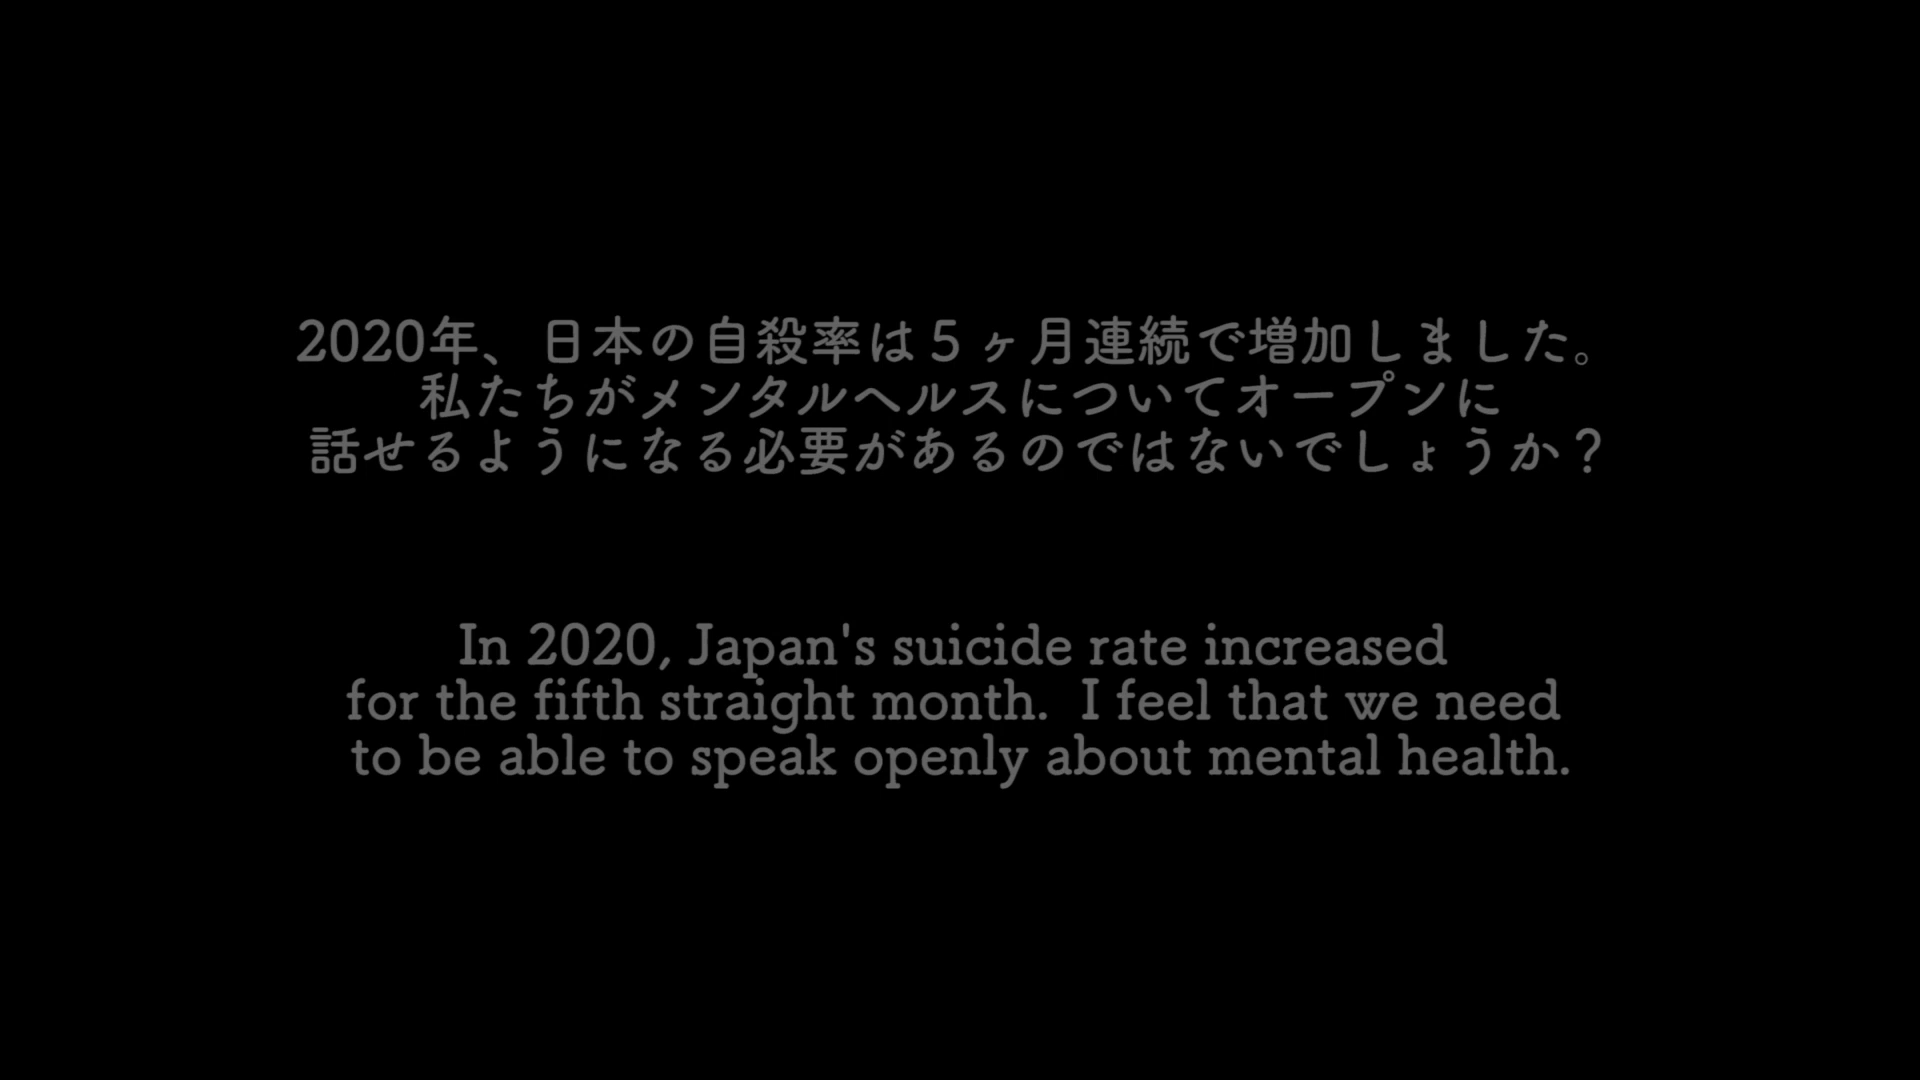 2020年、日本の自殺率は５ヶ月連続で増加しました。
私たちがメンタルヘルスについてオープンに
話せるようになる必要があるのではないでしょうか？
In 2020, Japan's suicide rate increased
for the fifth straight month.  I feel that we need
to be able to speak openly about mental health.